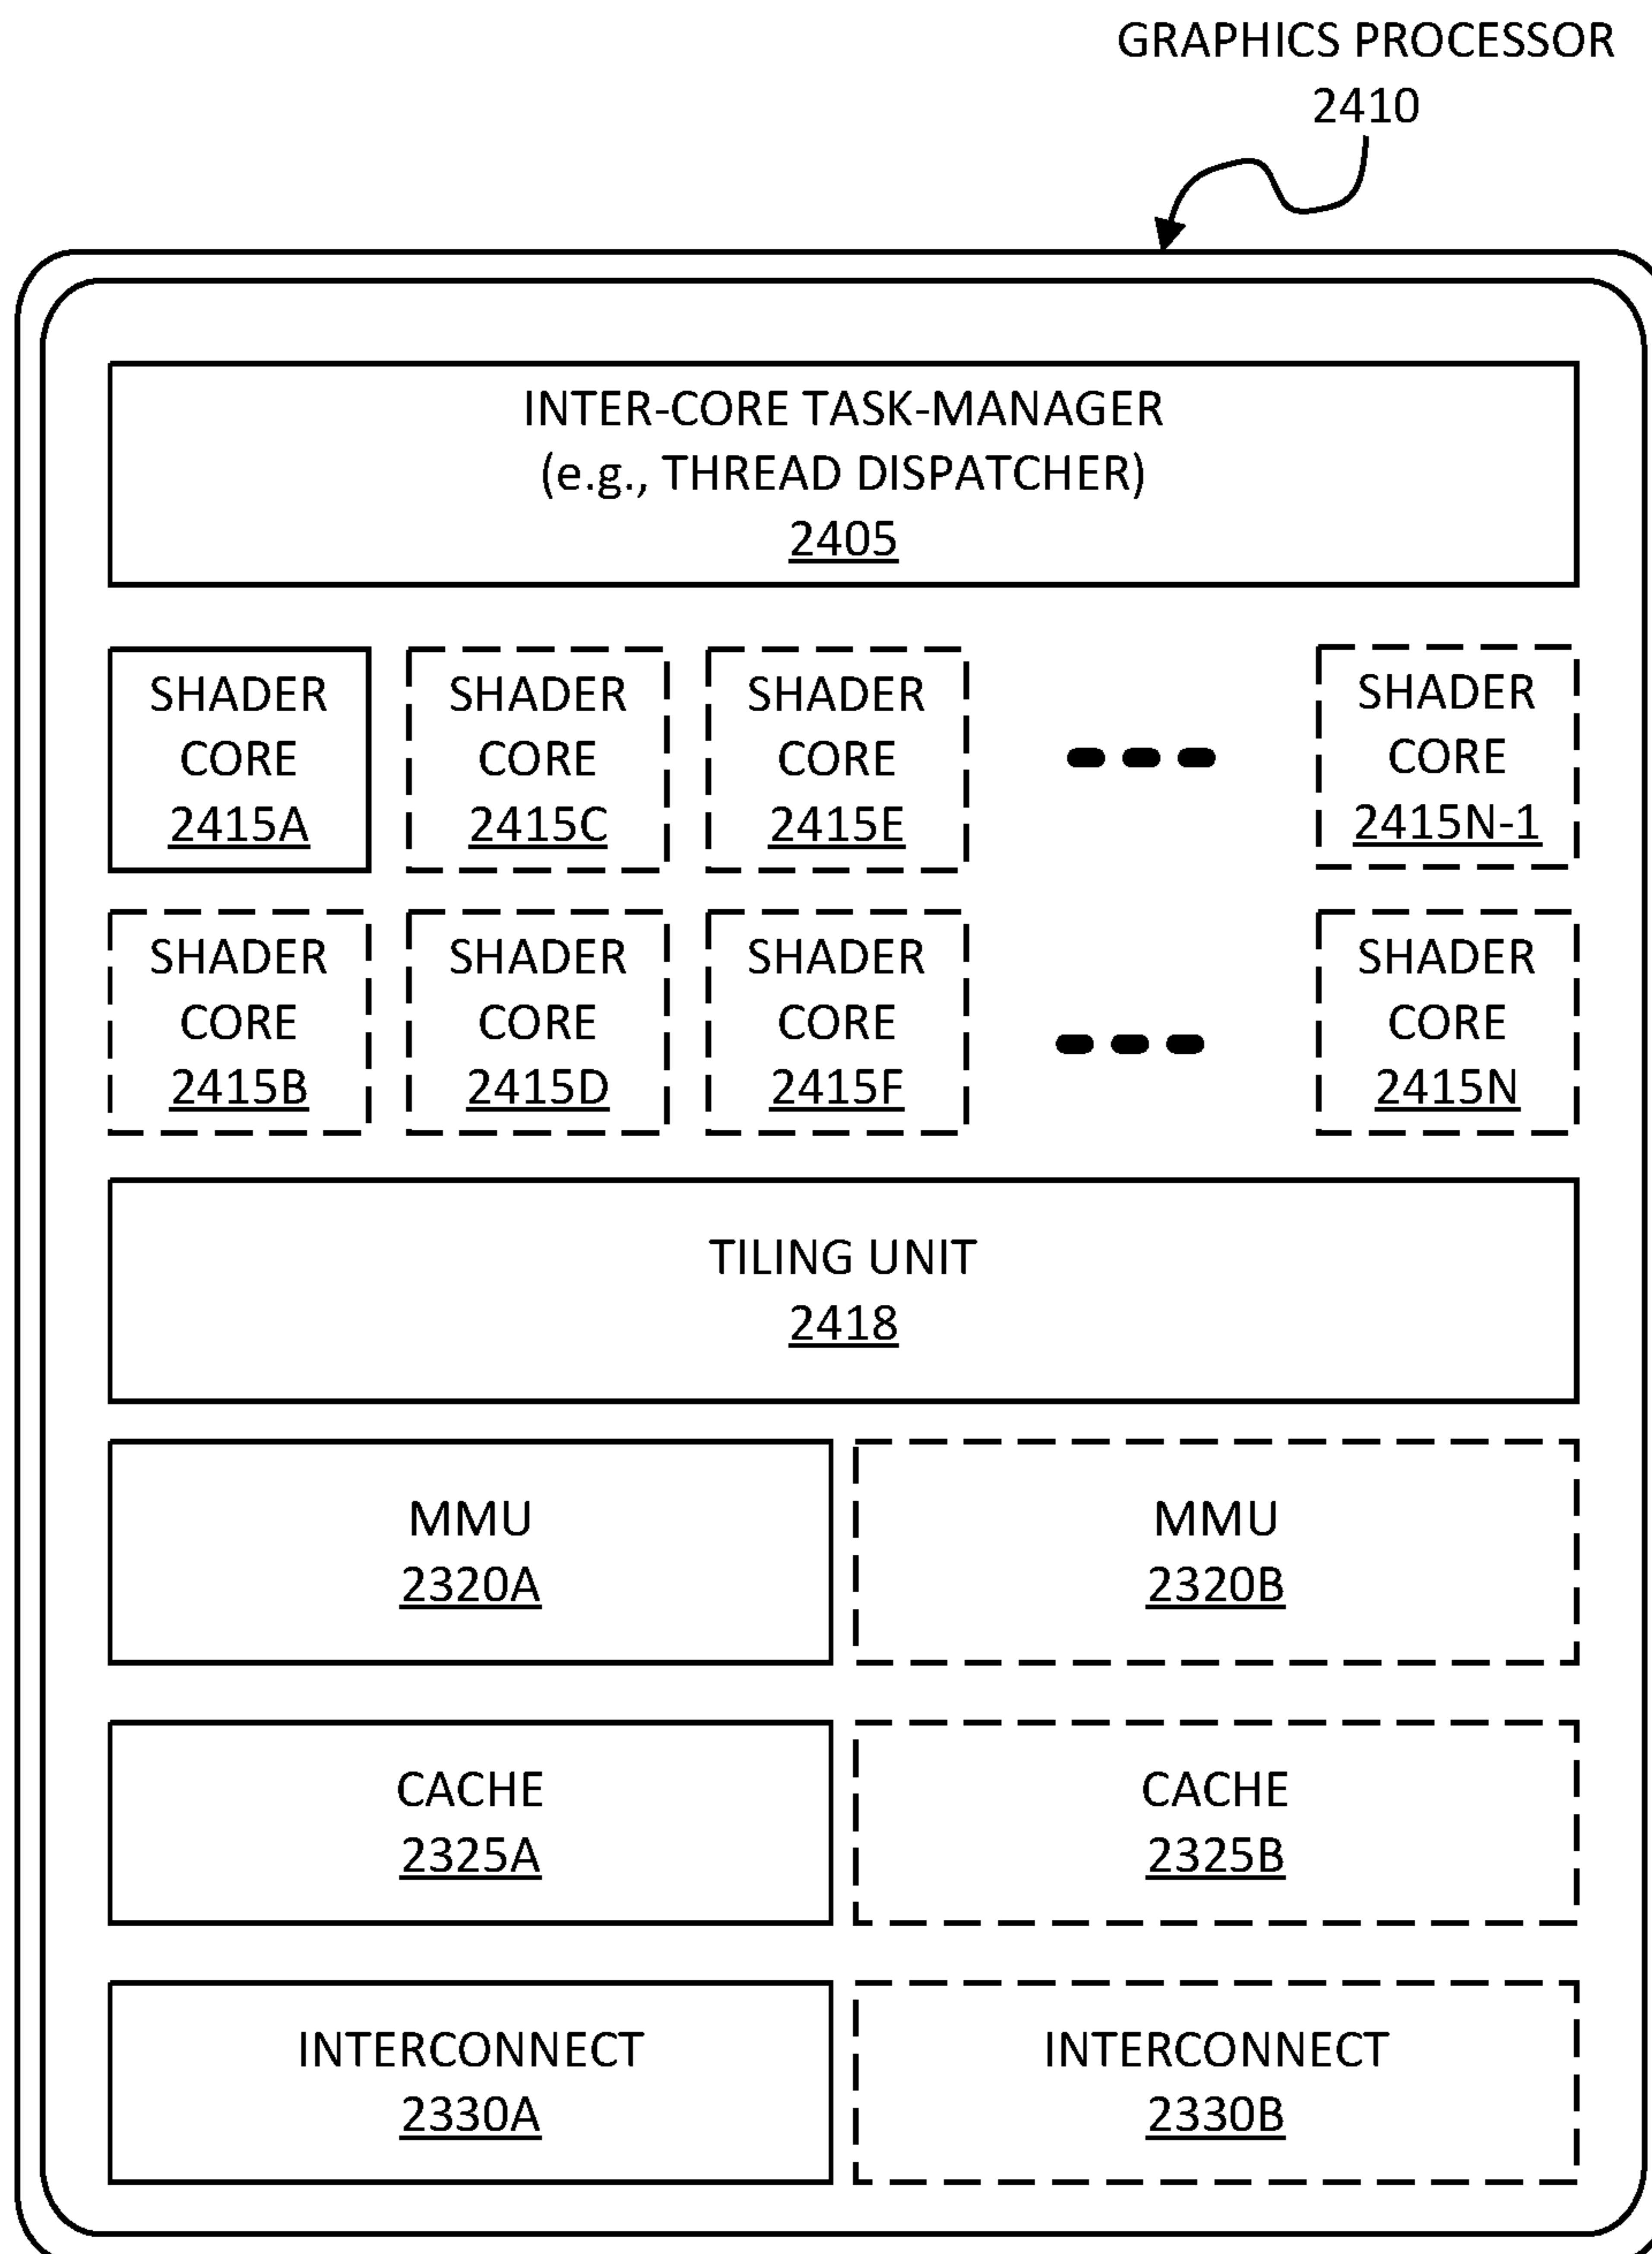 GRAPHICS PROCESSOR
2410
INTER-CORE TASK-MANAGER
(e.g., THREAD DISPATCHER)
2405
SHADER
CORE
2415A
SHADER
CORE
2415C
SHADER
CORE
2415E
SHADER
CORE
2415N-1
SHADER
CORE
2415B
SHADER
CORE
2415D
SHADER
CORE
2415F
SHADER
CORE
2415N
TILING UNIT
2418
MMU
2320A
MMU
2320B
CACHE
2325A
CACHE
2325B
INTERCONNECT
2330A
INTERCONNECT
2330B